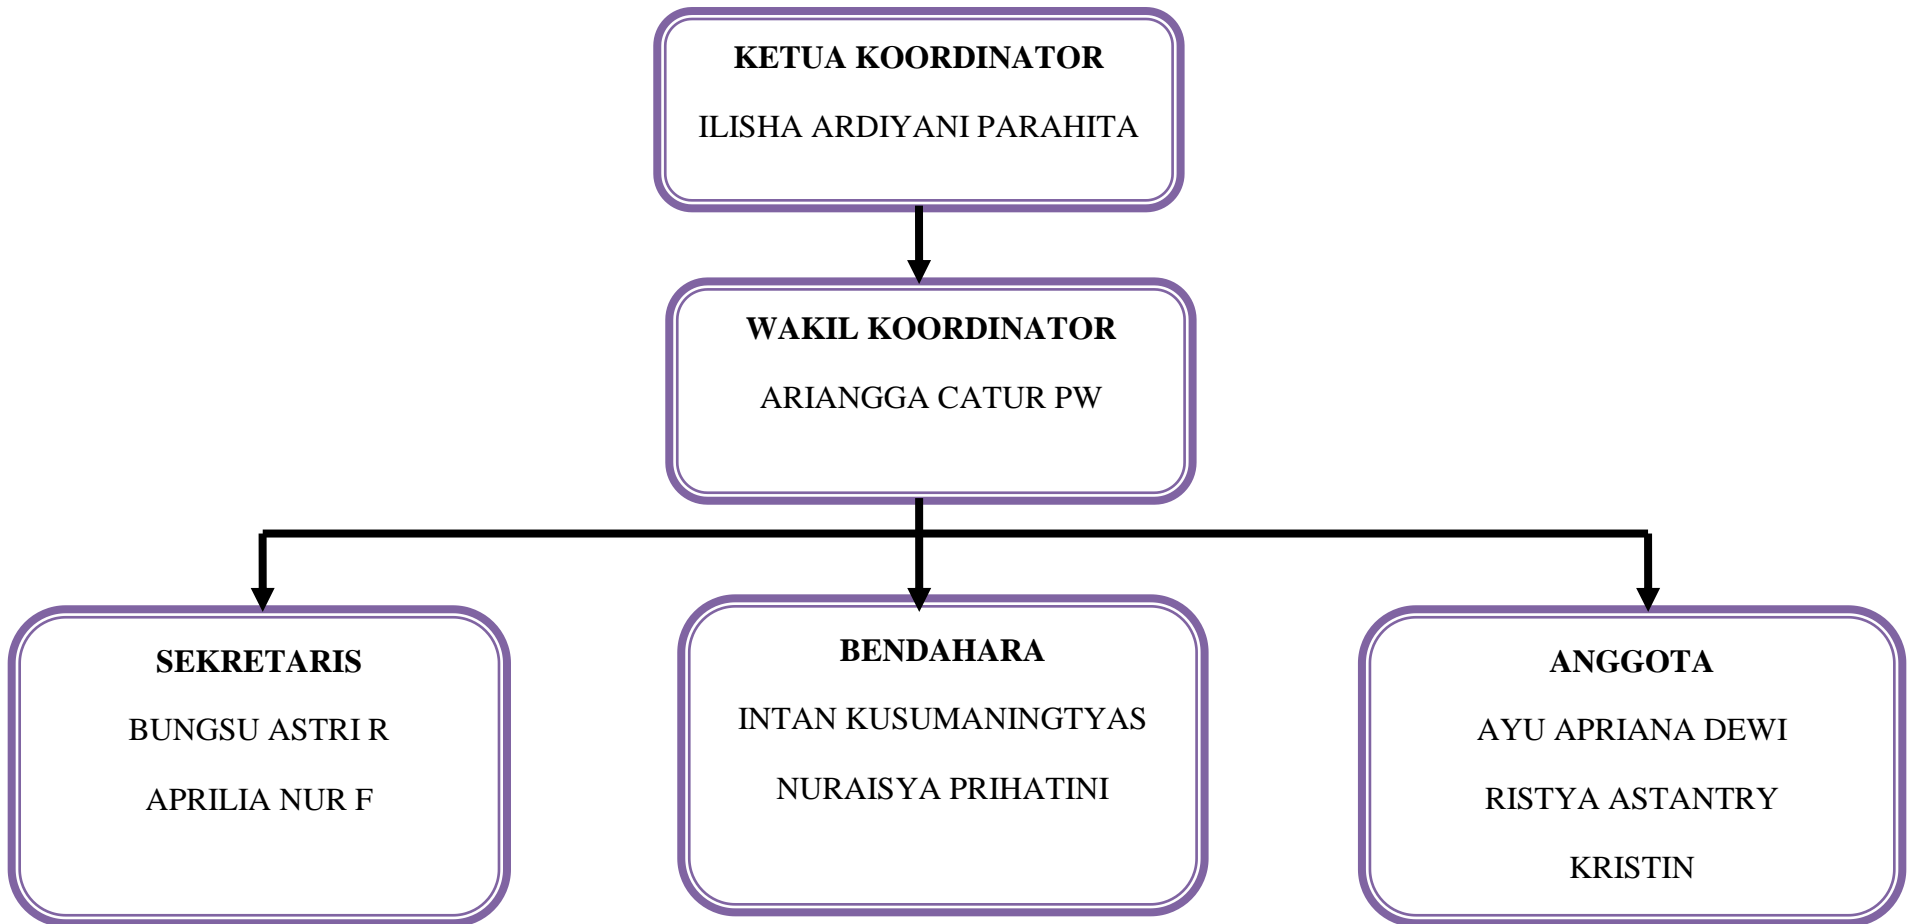 KETUA KOORDINATOR
ILISHA ARDIYANI PARAHITA
WAKIL KOORDINATOR
ARIANGGA CATUR PW
SEKRETARIS
BUNGSU ASTRI R
APRILIA NUR F
BENDAHARA
INTAN KUSUMANINGTYAS
NURAISYA PRIHATINI
ANGGOTA
AYU APRIANA DEWI
RISTYA ASTANTRY
KRISTIN